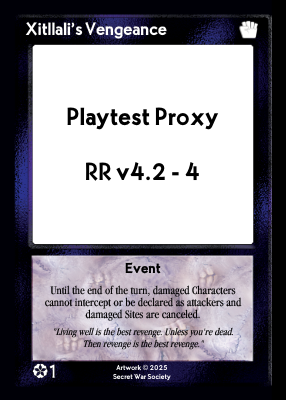 Xitllali's Vengeance
Playtest Proxy
RR v4.2 - 4
Event
Until the end of the turn, damaged Characters
cannot intercept or be declared as attackers and
damaged Sites are canceled.
"Living well is the best revenge. Unless you're dead.
Then revenge is the best revenge."
1
Artwork © 2025
Secret War Society